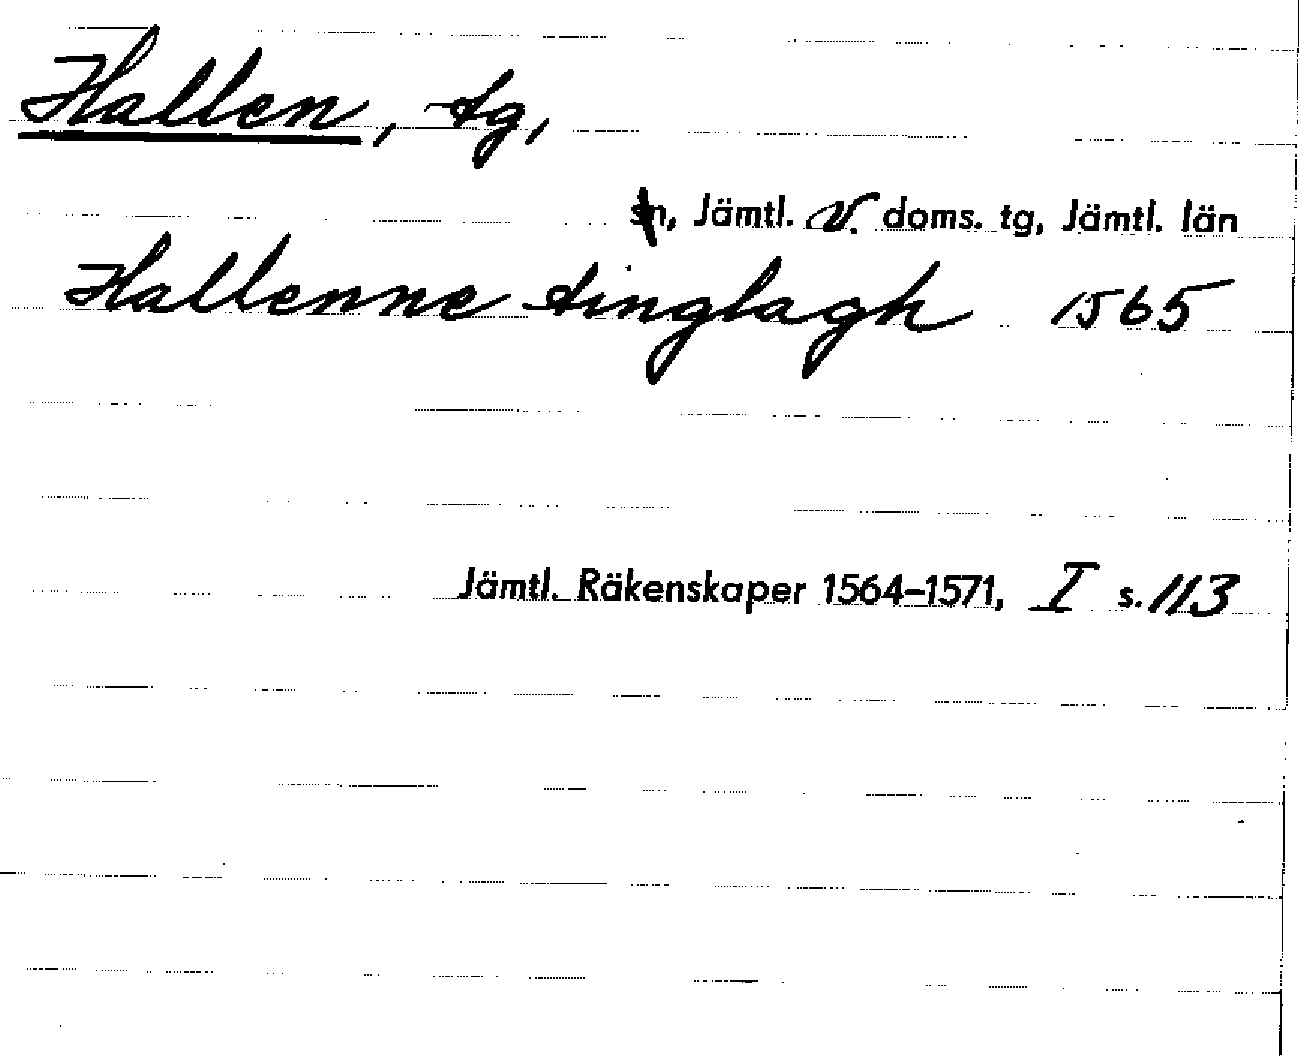 Hallen, tg,
sn, Jämtl. V. doms. tg, Jämtl. län
Hallenne tinglagh 1565
Jämtl. Räkenskaper 1564–1571, I s. 113